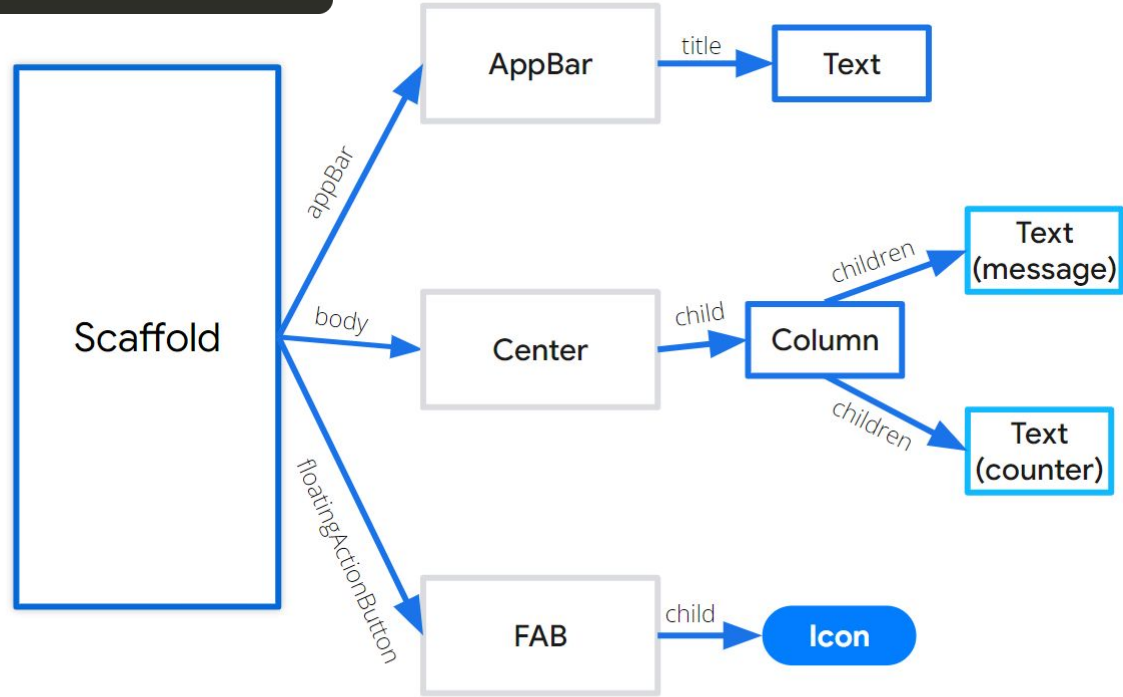 AppBar
title
Text
appBar
Scaffold
body
Center
child
Column
children
Text
(message)
children
Text
(counter)
floatingActionButton
FAB
child
Icon